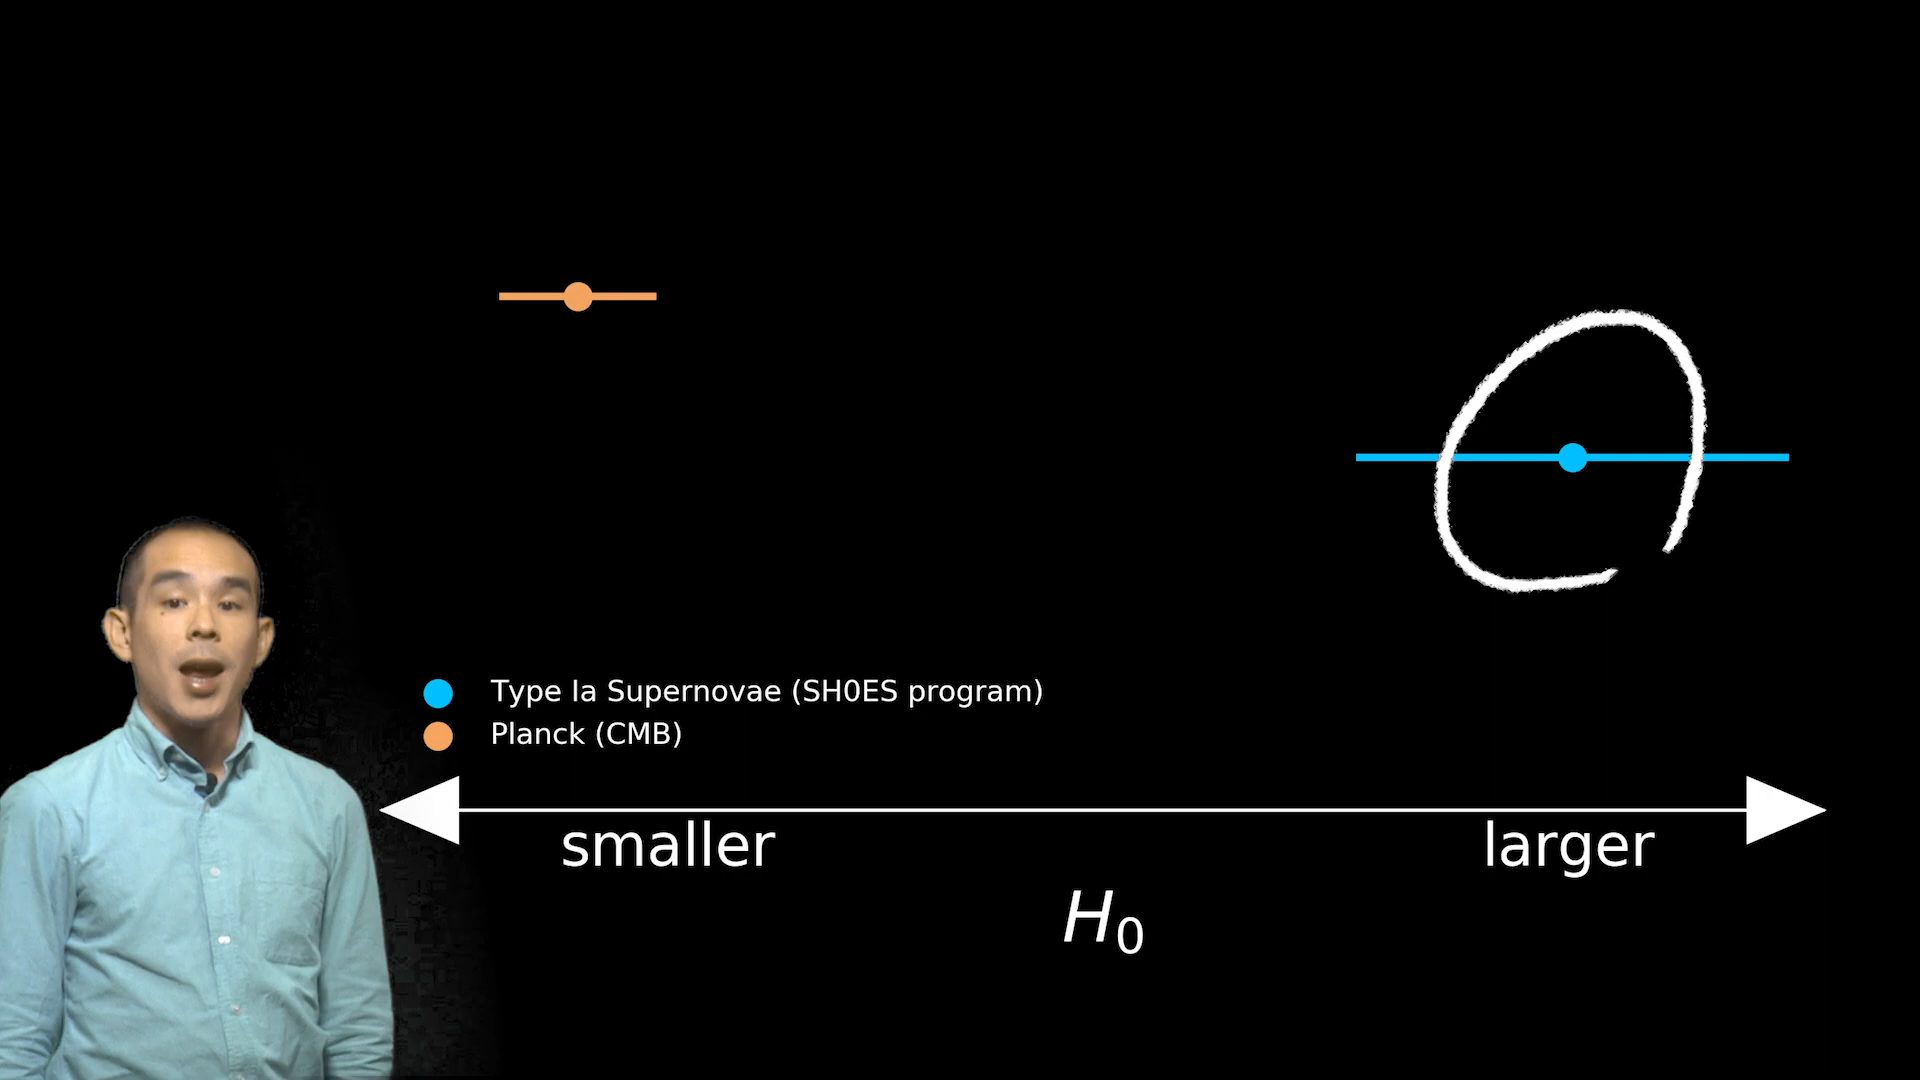 Type Ia Supernovae (SH0ES program)
Planck (CMB)
smaller
larger
H₀